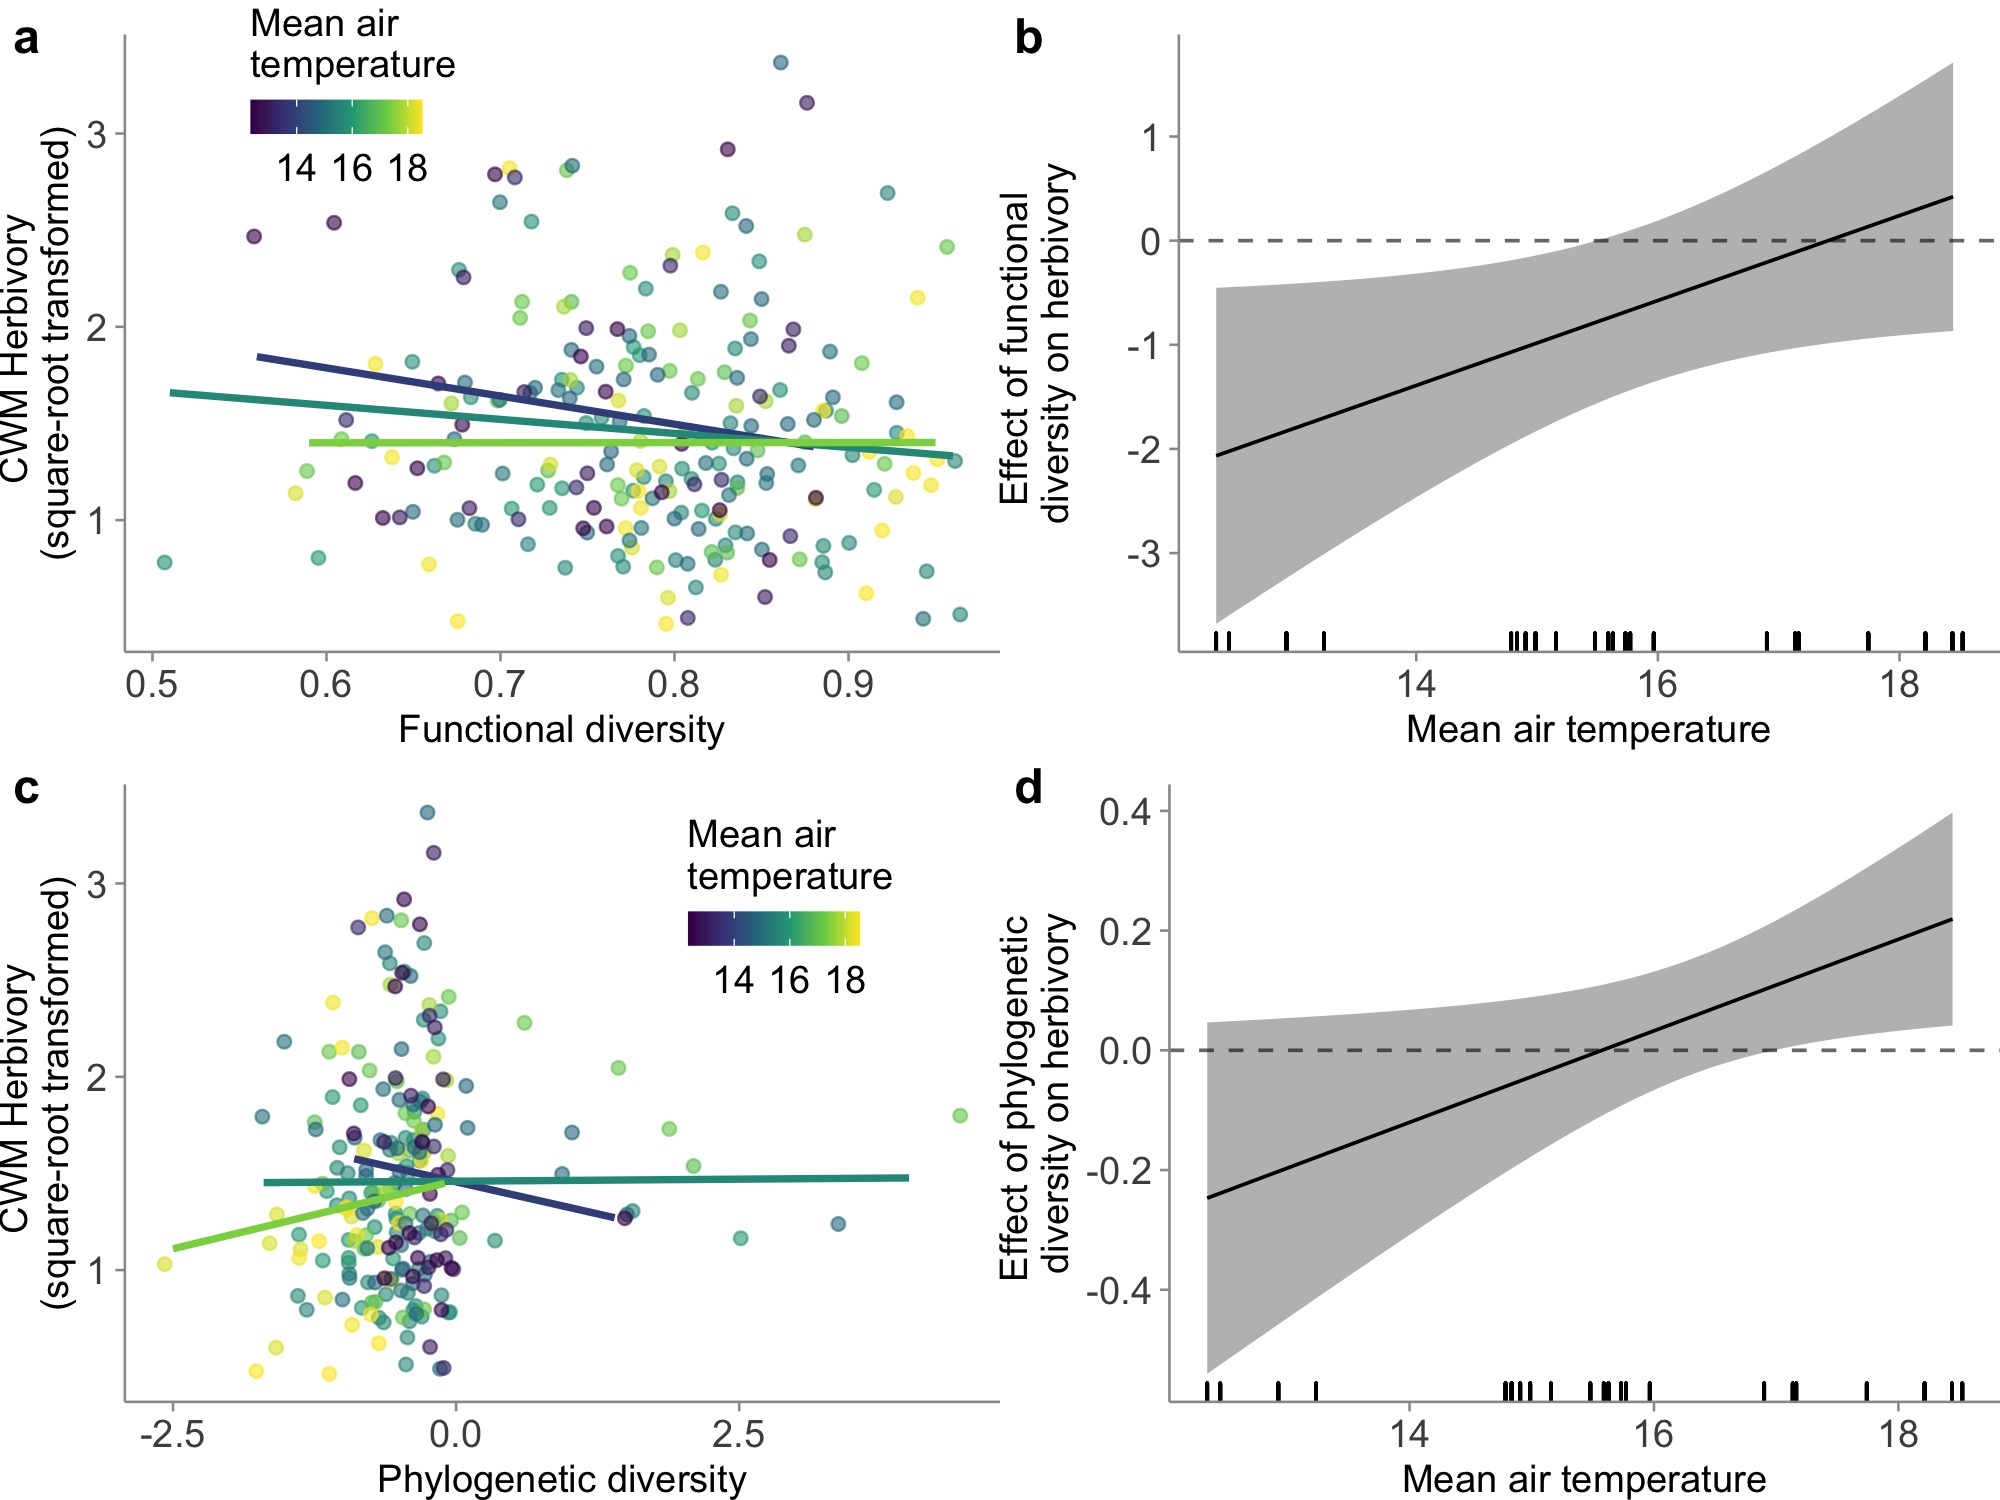 a
Mean air
temperature
14 16 18
CWM Herbivory
(square-root transformed)
3
2
1
0.5 0.6 0.7 0.8 0.9
Functional diversity
b
Effect of functional
diversity on herbivory
1
0
-1
-2
-3
14 16 18
Mean air temperature
c
Mean air
temperature
14 16 18
CWM Herbivory
(square-root transformed)
3
2
1
-2.5 0.0 2.5
Phylogenetic diversity
d
Effect of phylogenetic
diversity on herbivory
0.4
0.2
0.0
-0.2
-0.4
14 16 18
Mean air temperature